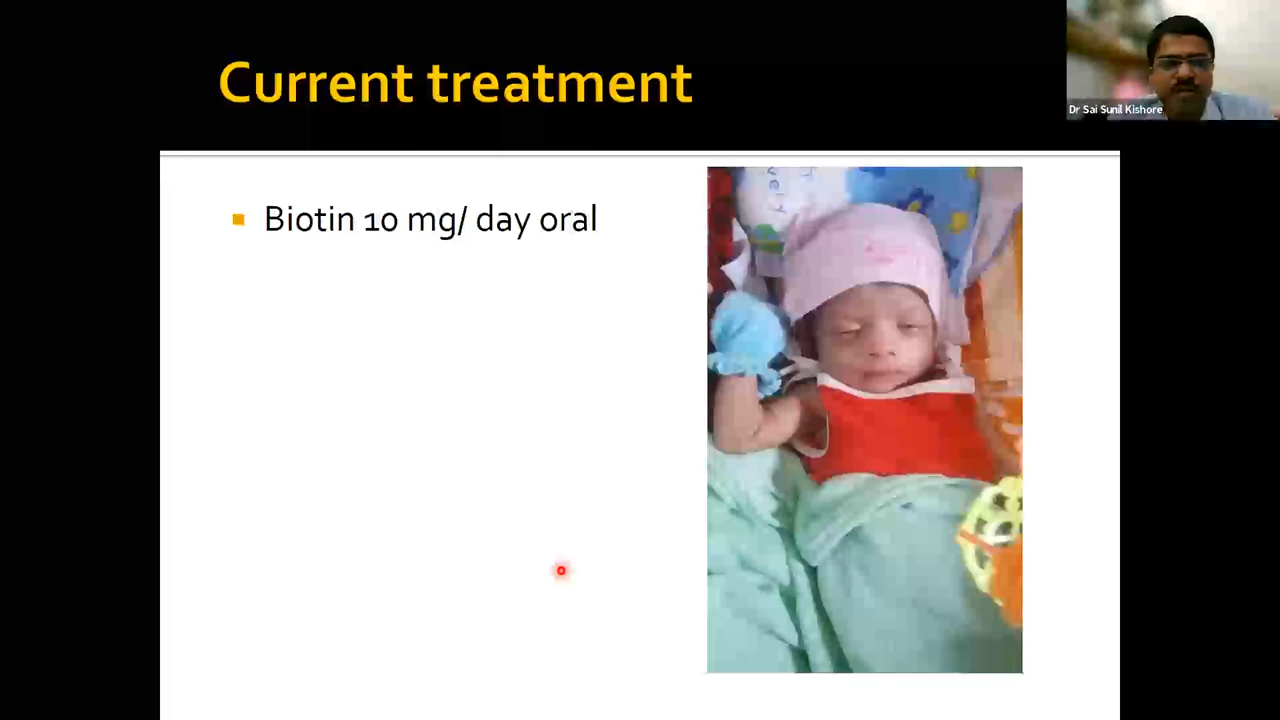 Current treatment
Dr Sai Sunil Kishore
Biotin 10 mg/ day oral